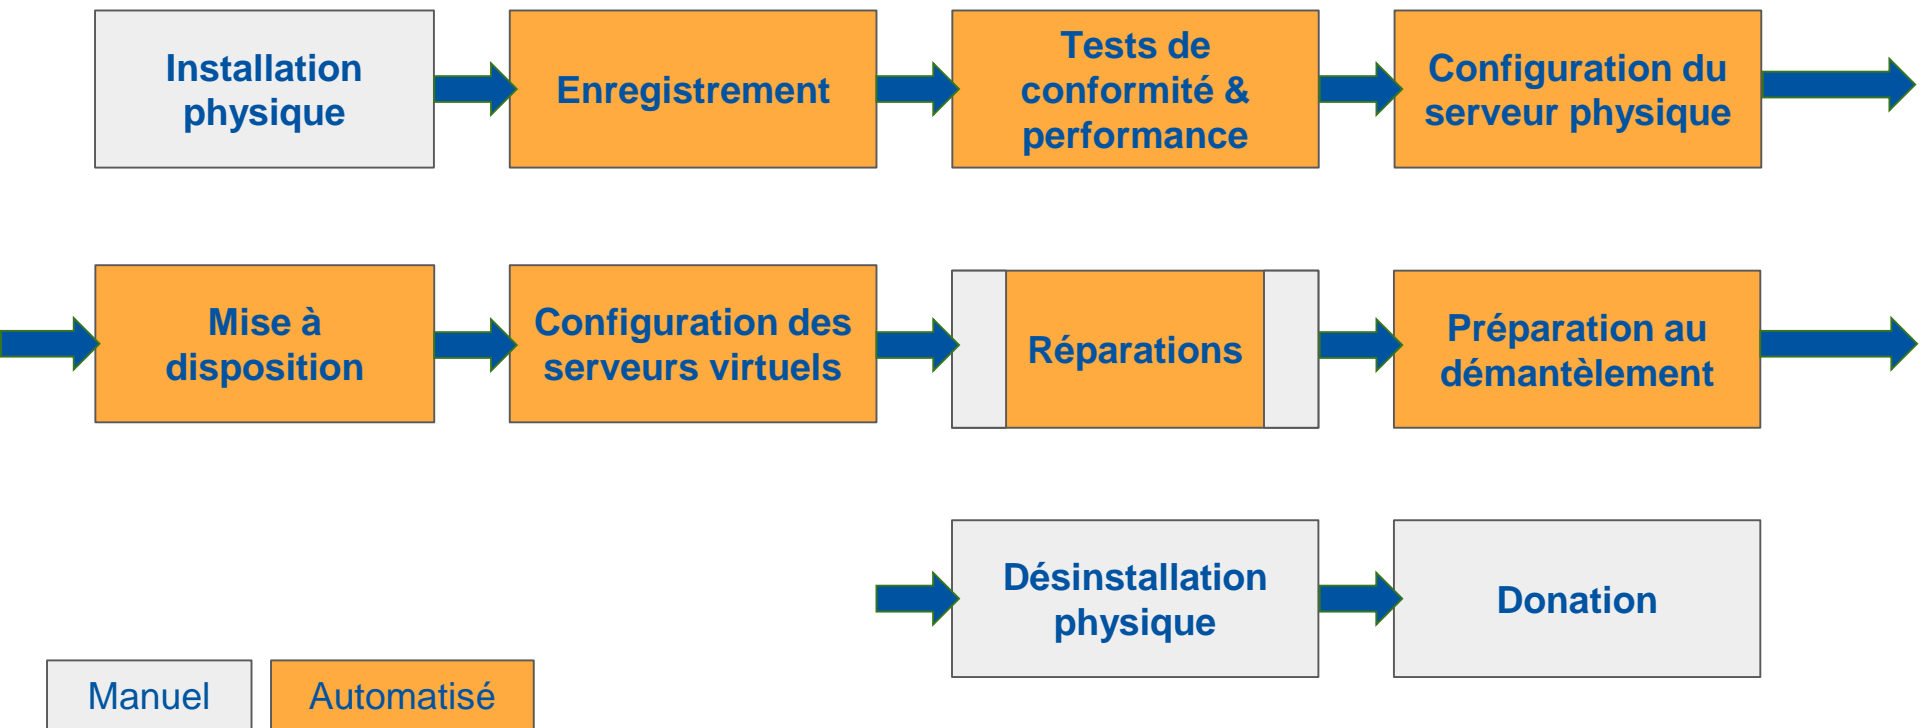 Installation
physique
Enregistrement
Tests de
conformité &
performance
Configuration du
serveur physique
Mise à
disposition
Configuration des
serveurs virtuels
Réparations
Préparation au
démantèlement
Désinstallation
physique
Donation
Manuel
Automatisé